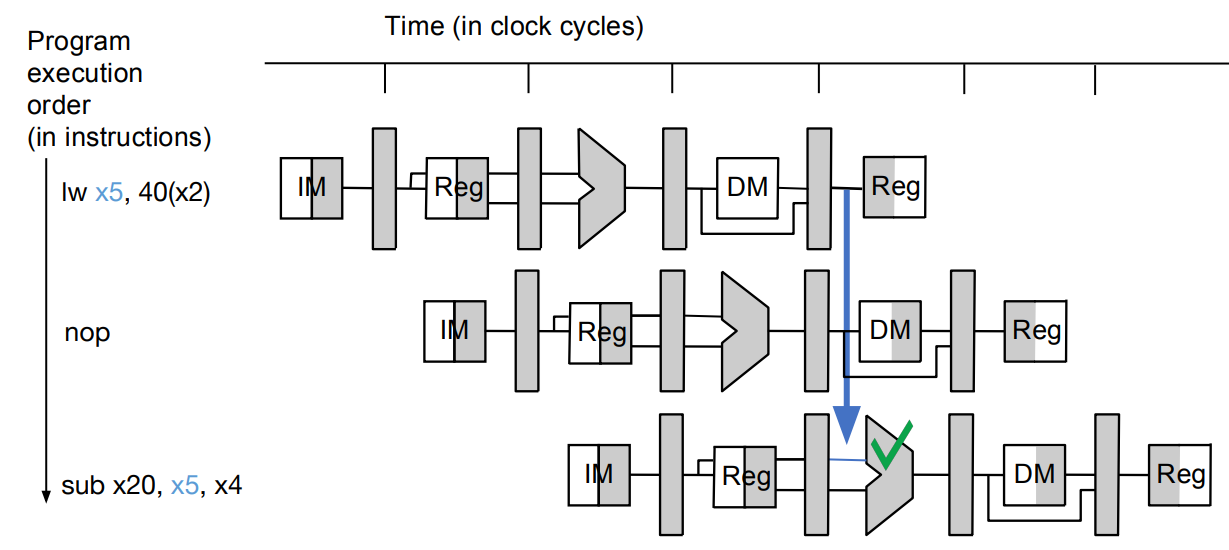 Time (in clock cycles)
Program
execution
order
(in instructions)
lw x5, 40(x2)
IM
Reg
DM
Reg
nop
IM
Reg
DM
Reg
sub x20, x5, x4
IM
Reg
DM
Reg